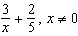 3/x + 2/5, x ≠ 0